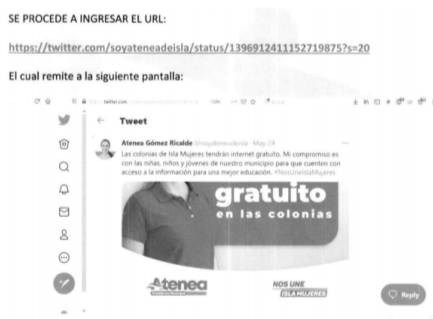 SE PROCEDE A INGRESAR EL URL:
https://twitter.com/soyateneadeisla/status/1396912411152719875?s=20
El cual remite a la siguiente pantalla:
Tweet
Atenea Gómez Ricalde @soyateneadeisla · May 24
Las colonias de Isla Mujeres tendrán internet gratuito. Mi compromiso es
con las niñas, niños y jóvenes de nuestro municipio para que cuenten con
acceso a la información para una mejor educación. #NosUneIslaMujeres
gratuito
en las colonias
Atenea
NOS UNE
ISLA MUJERES
Reply